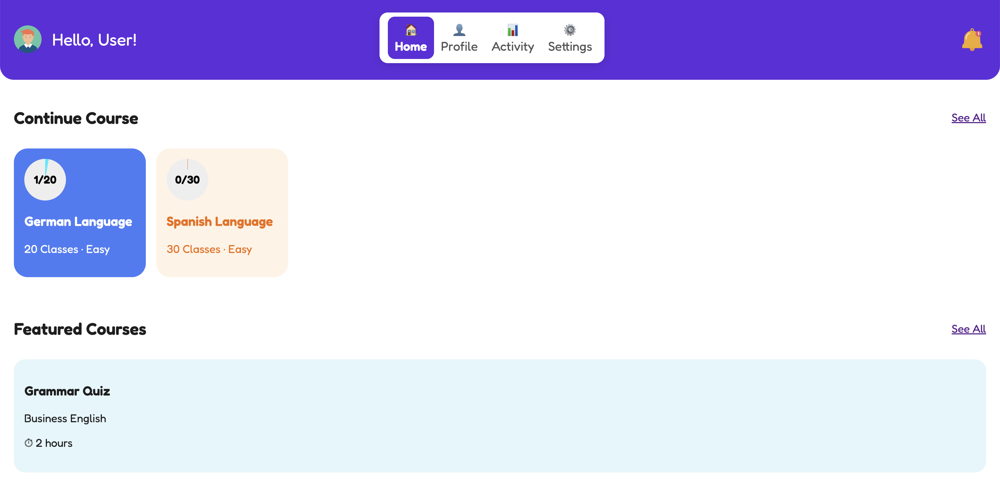 Hello, User!
Home
Profile
Activity
Settings
1
Continue Course
See All
1/20
German Language
20 Classes · Easy
0/30
Spanish Language
30 Classes · Easy
Featured Courses
See All
Grammar Quiz
Business English
⏱ 2 hours